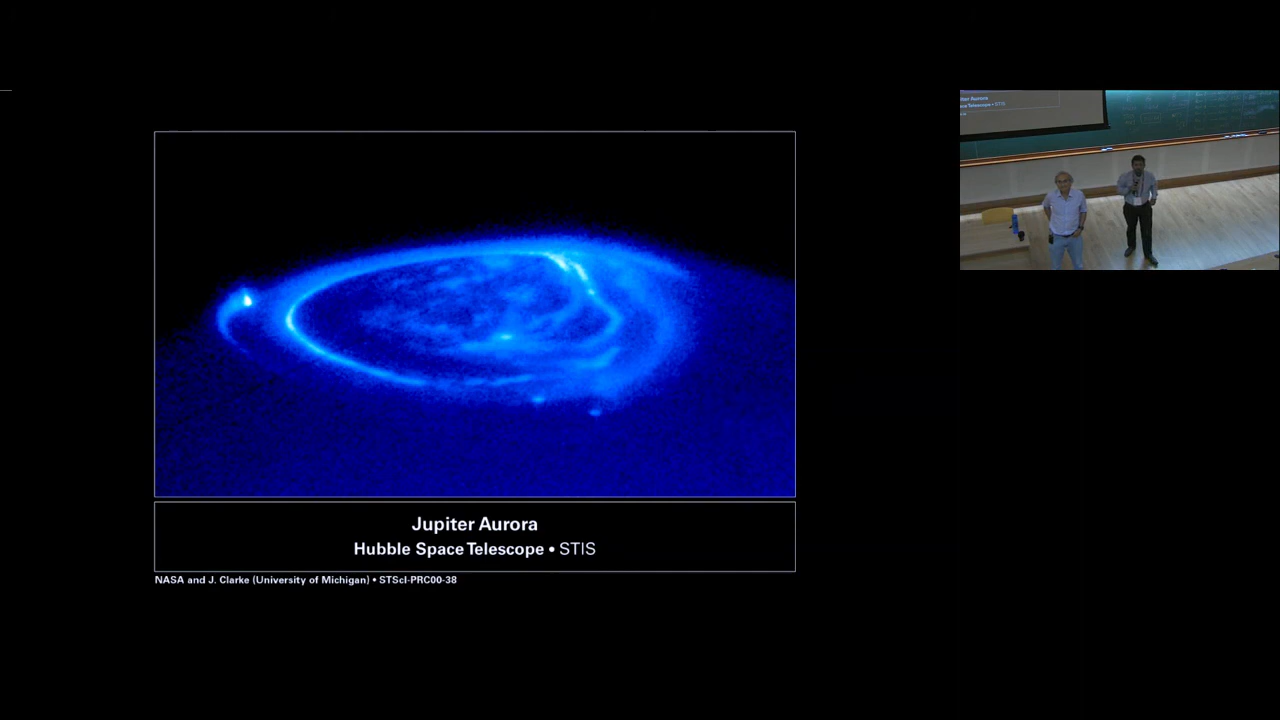 Jupiter Aurora
Hubble Space Telescope • STIS
NASA and J. Clarke (University of Michigan) • STScI-PRC00-38